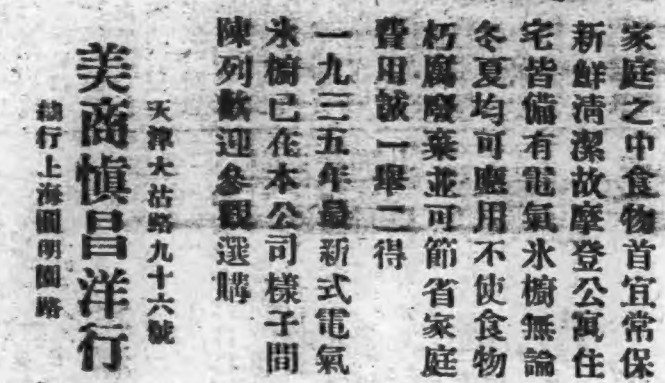 家庭之中食物首宜常保
新鮮清潔故摩登公寓住
宅皆備有電氣氷櫥無論
冬夏均可應用不使食物
朽腐廢棄並可節省家庭
費用誠一舉二得
一九三五年最新式電氣
氷櫥已在本公司樣子間
陳列歡迎參觀選購
天津大沽路九十六號
美商慎昌洋行
總行上海圓明園路